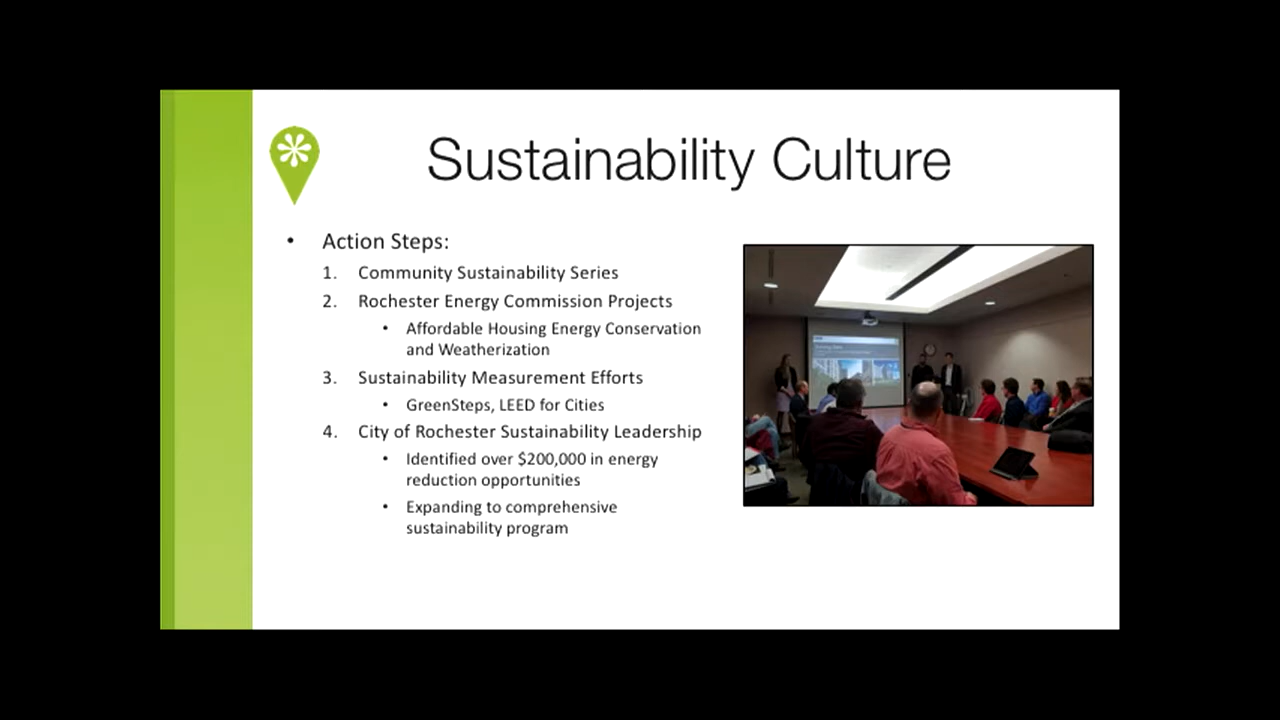 Sustainability Culture
• Action Steps:
1. Community Sustainability Series
2. Rochester Energy Commission Projects
• Affordable Housing Energy Conservation
and Weatherization
3. Sustainability Measurement Efforts
• GreenSteps, LEED for Cities
4. City of Rochester Sustainability Leadership
• Identified over $200,000 in energy
reduction opportunities
• Expanding to comprehensive
sustainability program